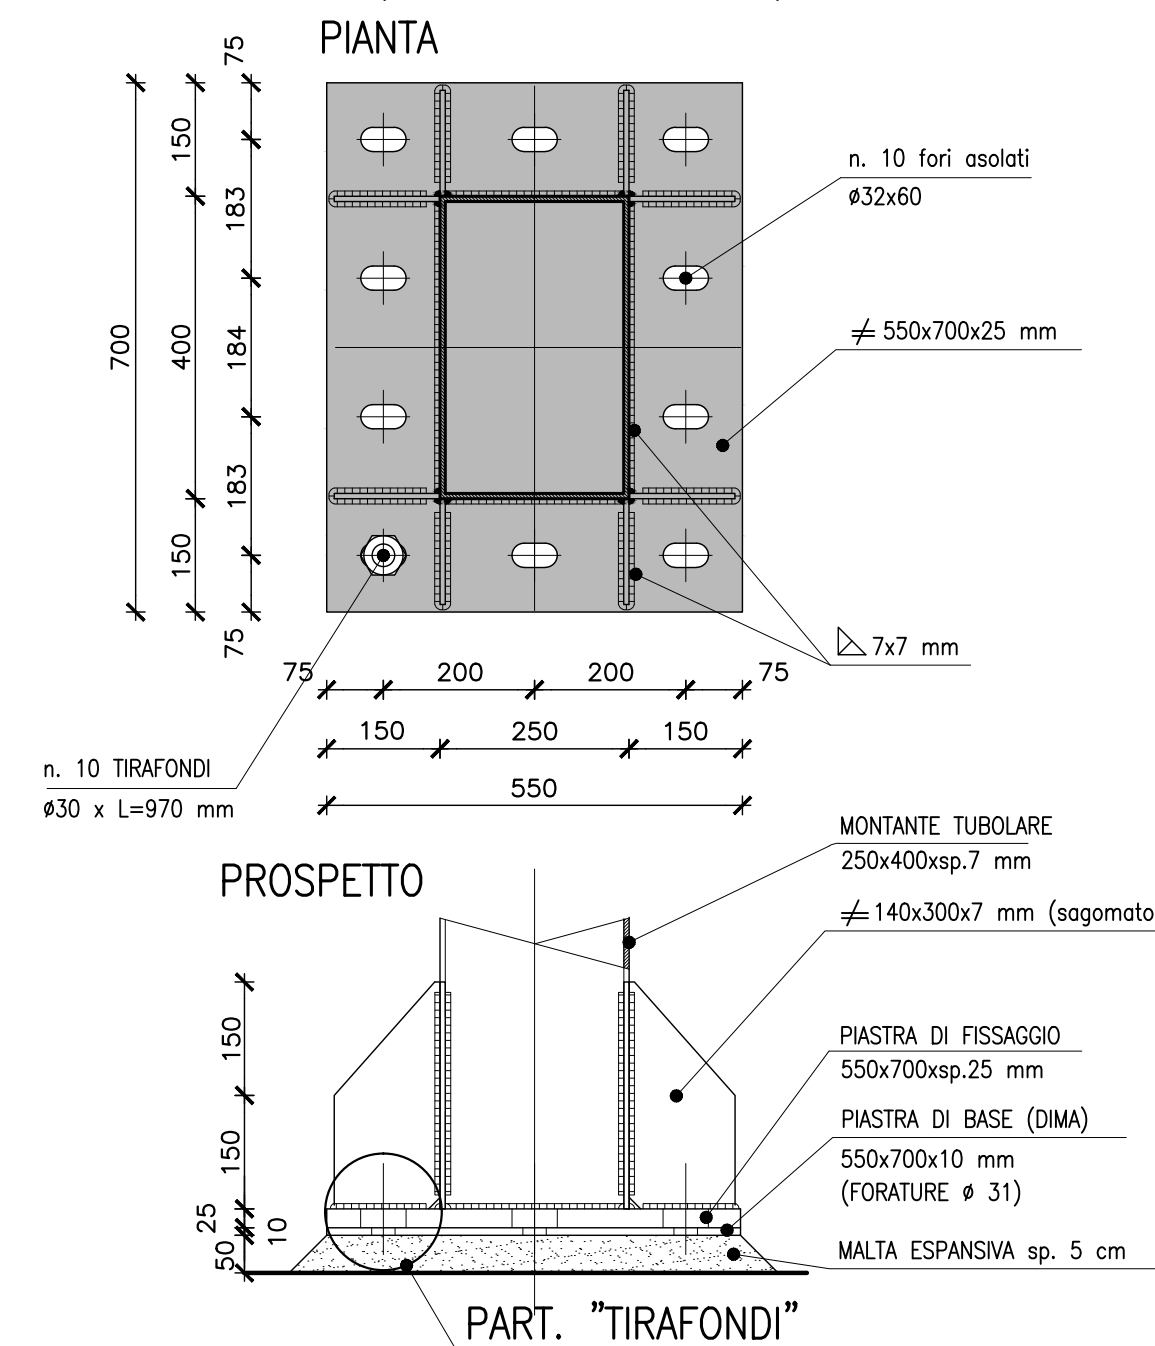 PIANTA
75
150
183
n. 10 fori asolati
ø32x60
700
400
184
≠ 550x700x25 mm
183
150
75
7x7 mm
75
200
200
75
150
250
150
n. 10 TIRAFONDI
ø30 x L=970 mm
550
MONTANTE TUBOLARE
250x400xsp.7 mm
PROSPETTO
≠ 140x300x7 mm (sagomato
150
PIASTRA DI FISSAGGIO
550x700xsp.25 mm
150
PIASTRA DI BASE (DIMA)
550x700x10 mm
(FORATURE ø 31)
25
10
50
MALTA ESPANSIVA sp. 5 cm
PART. "TIRAFONDI"